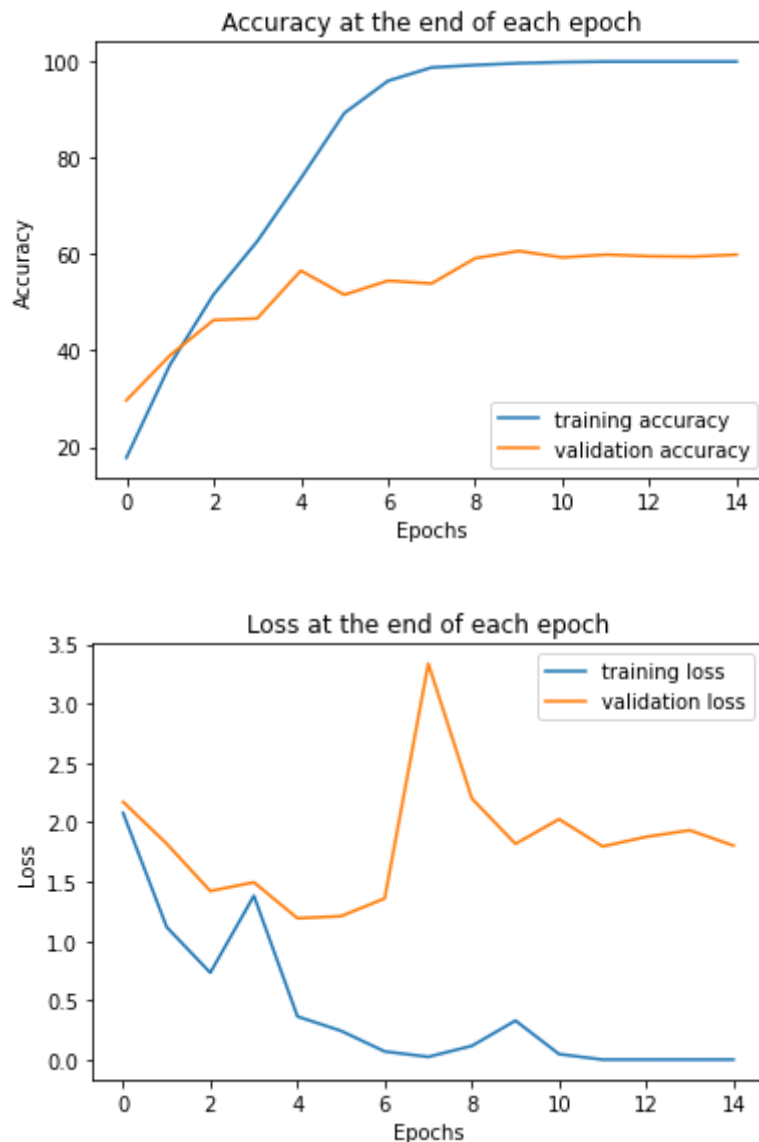 Accuracy at the end of each epoch
100
80
60
40
20
Accuracy
training accuracy
validation accuracy
0 2 4 6 8 10 12 14
Epochs
Loss at the end of each epoch
3.5
3.0
2.5
2.0
1.5
1.0
0.5
0.0
Loss
training loss
validation loss
0 2 4 6 8 10 12 14
Epochs